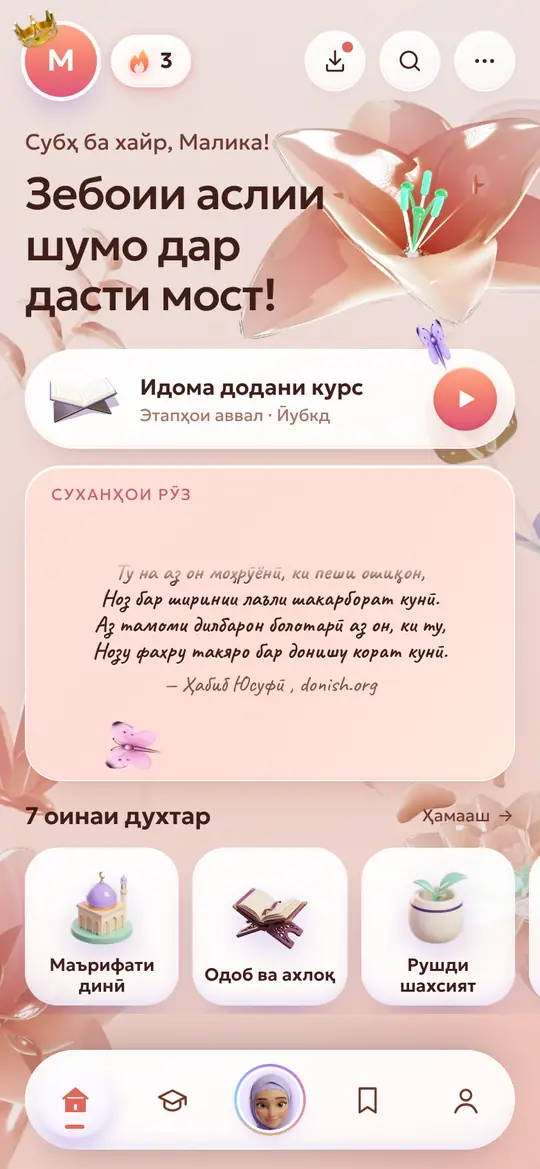 M
3
Субҳ ба хайр, Малика!
Зебоии аслии
шумо дар
дасти мост!
Идома додани курс
Этапҳои аввал · Йубкд
СУХАНҲОИ РӮЗ
Ту на аз он моҳрӯёнӣ, ки пеши ошиқон,
Ноз бар ширинии лаъли шакарборат кунӣ.
Аз тамоми дилбарон болотарӣ аз он, ки ту,
Нозу фахру такяро бар донишу корат кунӣ.
— Ҳабиб Юсуфӣ , donish.org
7 оинаи духтар
Ҳамааш →
Маърифати
динӣ
Одоб ва ахлоқ
Рушди
шахсият